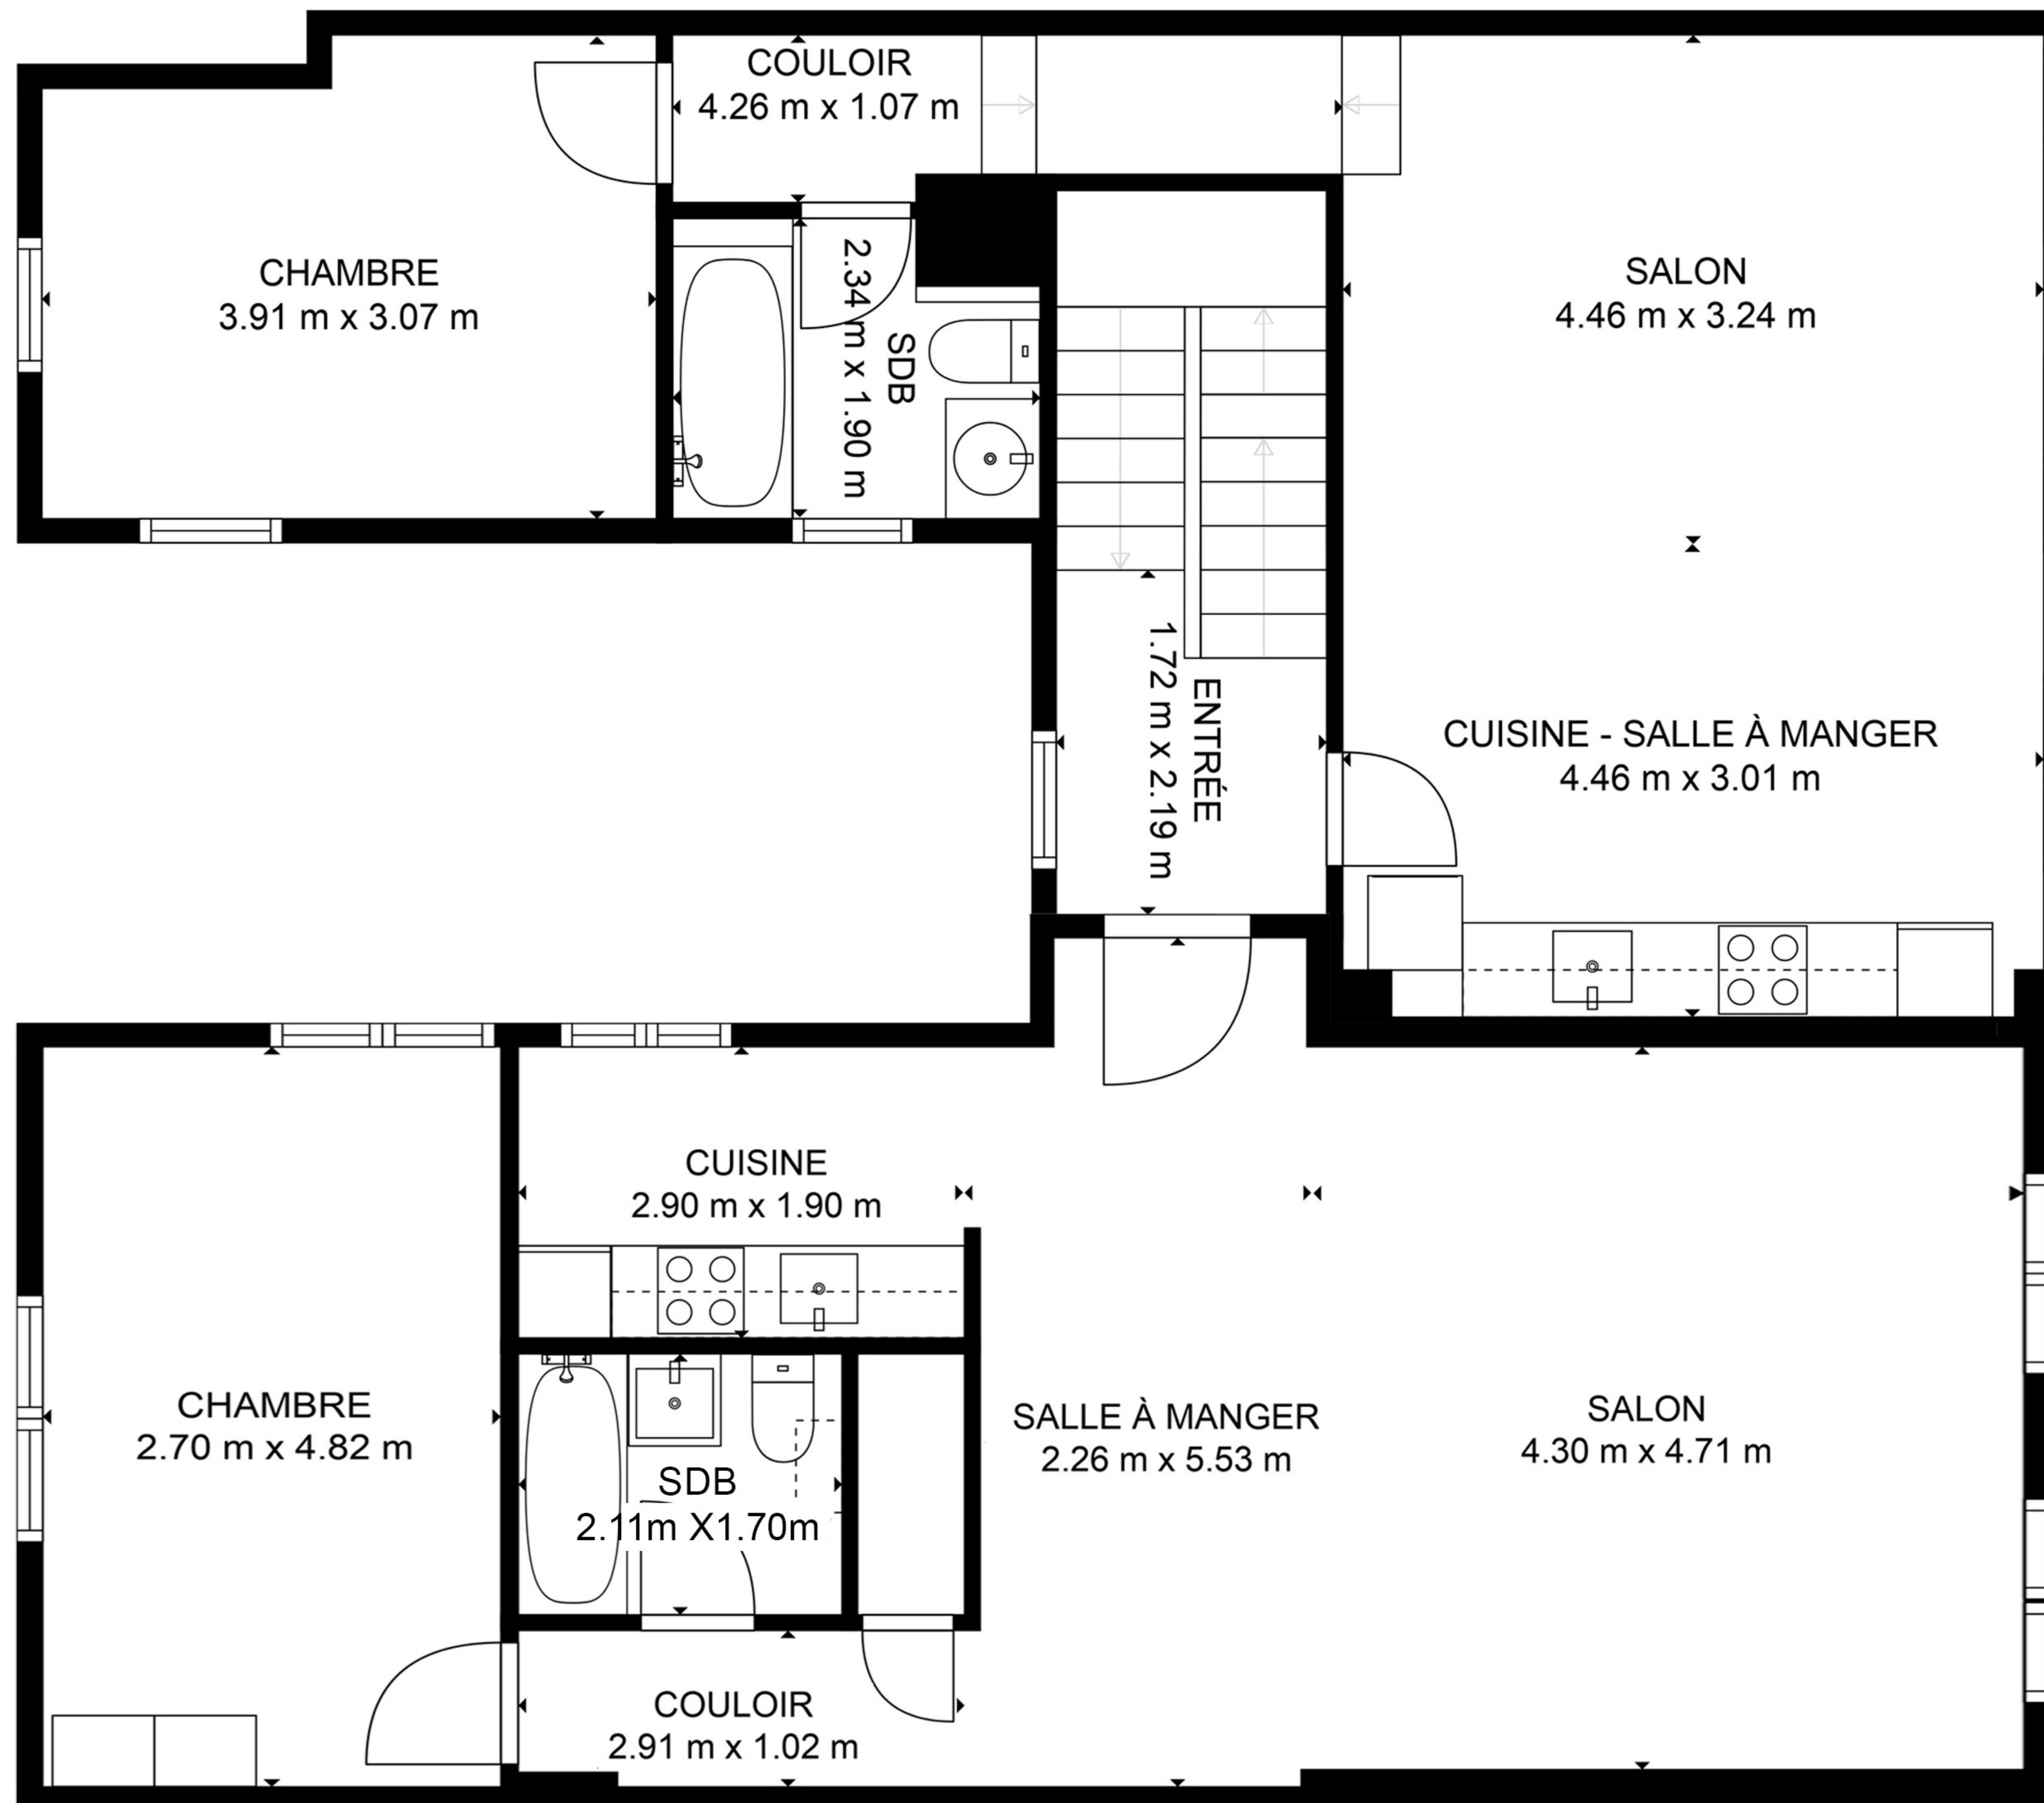 COULOIR
4.26 m x 1.07 m
CHAMBRE
3.91 m x 3.07 m
SDB
2.34 m x 1.90 m
SALON
4.46 m x 3.24 m
ENTRÉE
1.72 m x 2.19 m
CUISINE - SALLE À MANGER
4.46 m x 3.01 m
CUISINE
2.90 m x 1.90 m
CHAMBRE
2.70 m x 4.82 m
SDB
2.11m X1.70m
SALLE À MANGER
2.26 m x 5.53 m
SALON
4.30 m x 4.71 m
COULOIR
2.91 m x 1.02 m